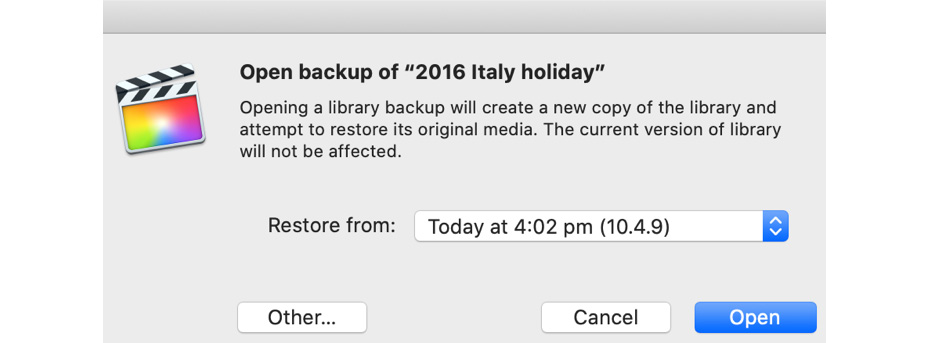 Open backup of “2016 Italy holiday”
Opening a library backup will create a new copy of the library and
attempt to restore its original media. The current version of library
will not be affected.
Restore from: Today at 4:02 pm (10.4.9)
Other... Cancel Open